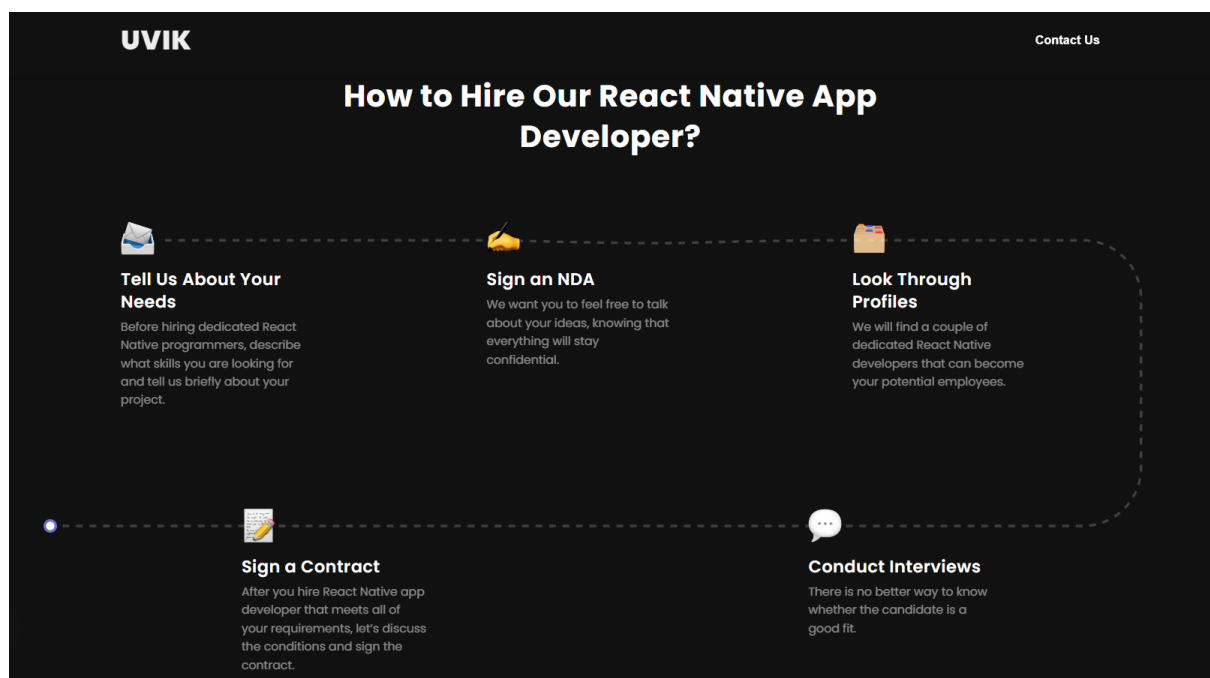 UVIK
Contact Us
How to Hire Our React Native App
Developer?
Tell Us About Your
Needs
Before hiring dedicated React
Native programmers, describe
what skills you are looking for
and tell us briefly about your
project.
Sign an NDA
We want you to feel free to talk
about your ideas, knowing that
everything will stay
confidential.
Look Through
Profiles
We will find a couple of
dedicated React Native
developers that can become
your potential employees.
Sign a Contract
After you hire React Native app
developer that meets all of
your requirements, let's discuss
the conditions and sign the
contract.
Conduct Interviews
There is no better way to know
whether the candidate is a
good fit.